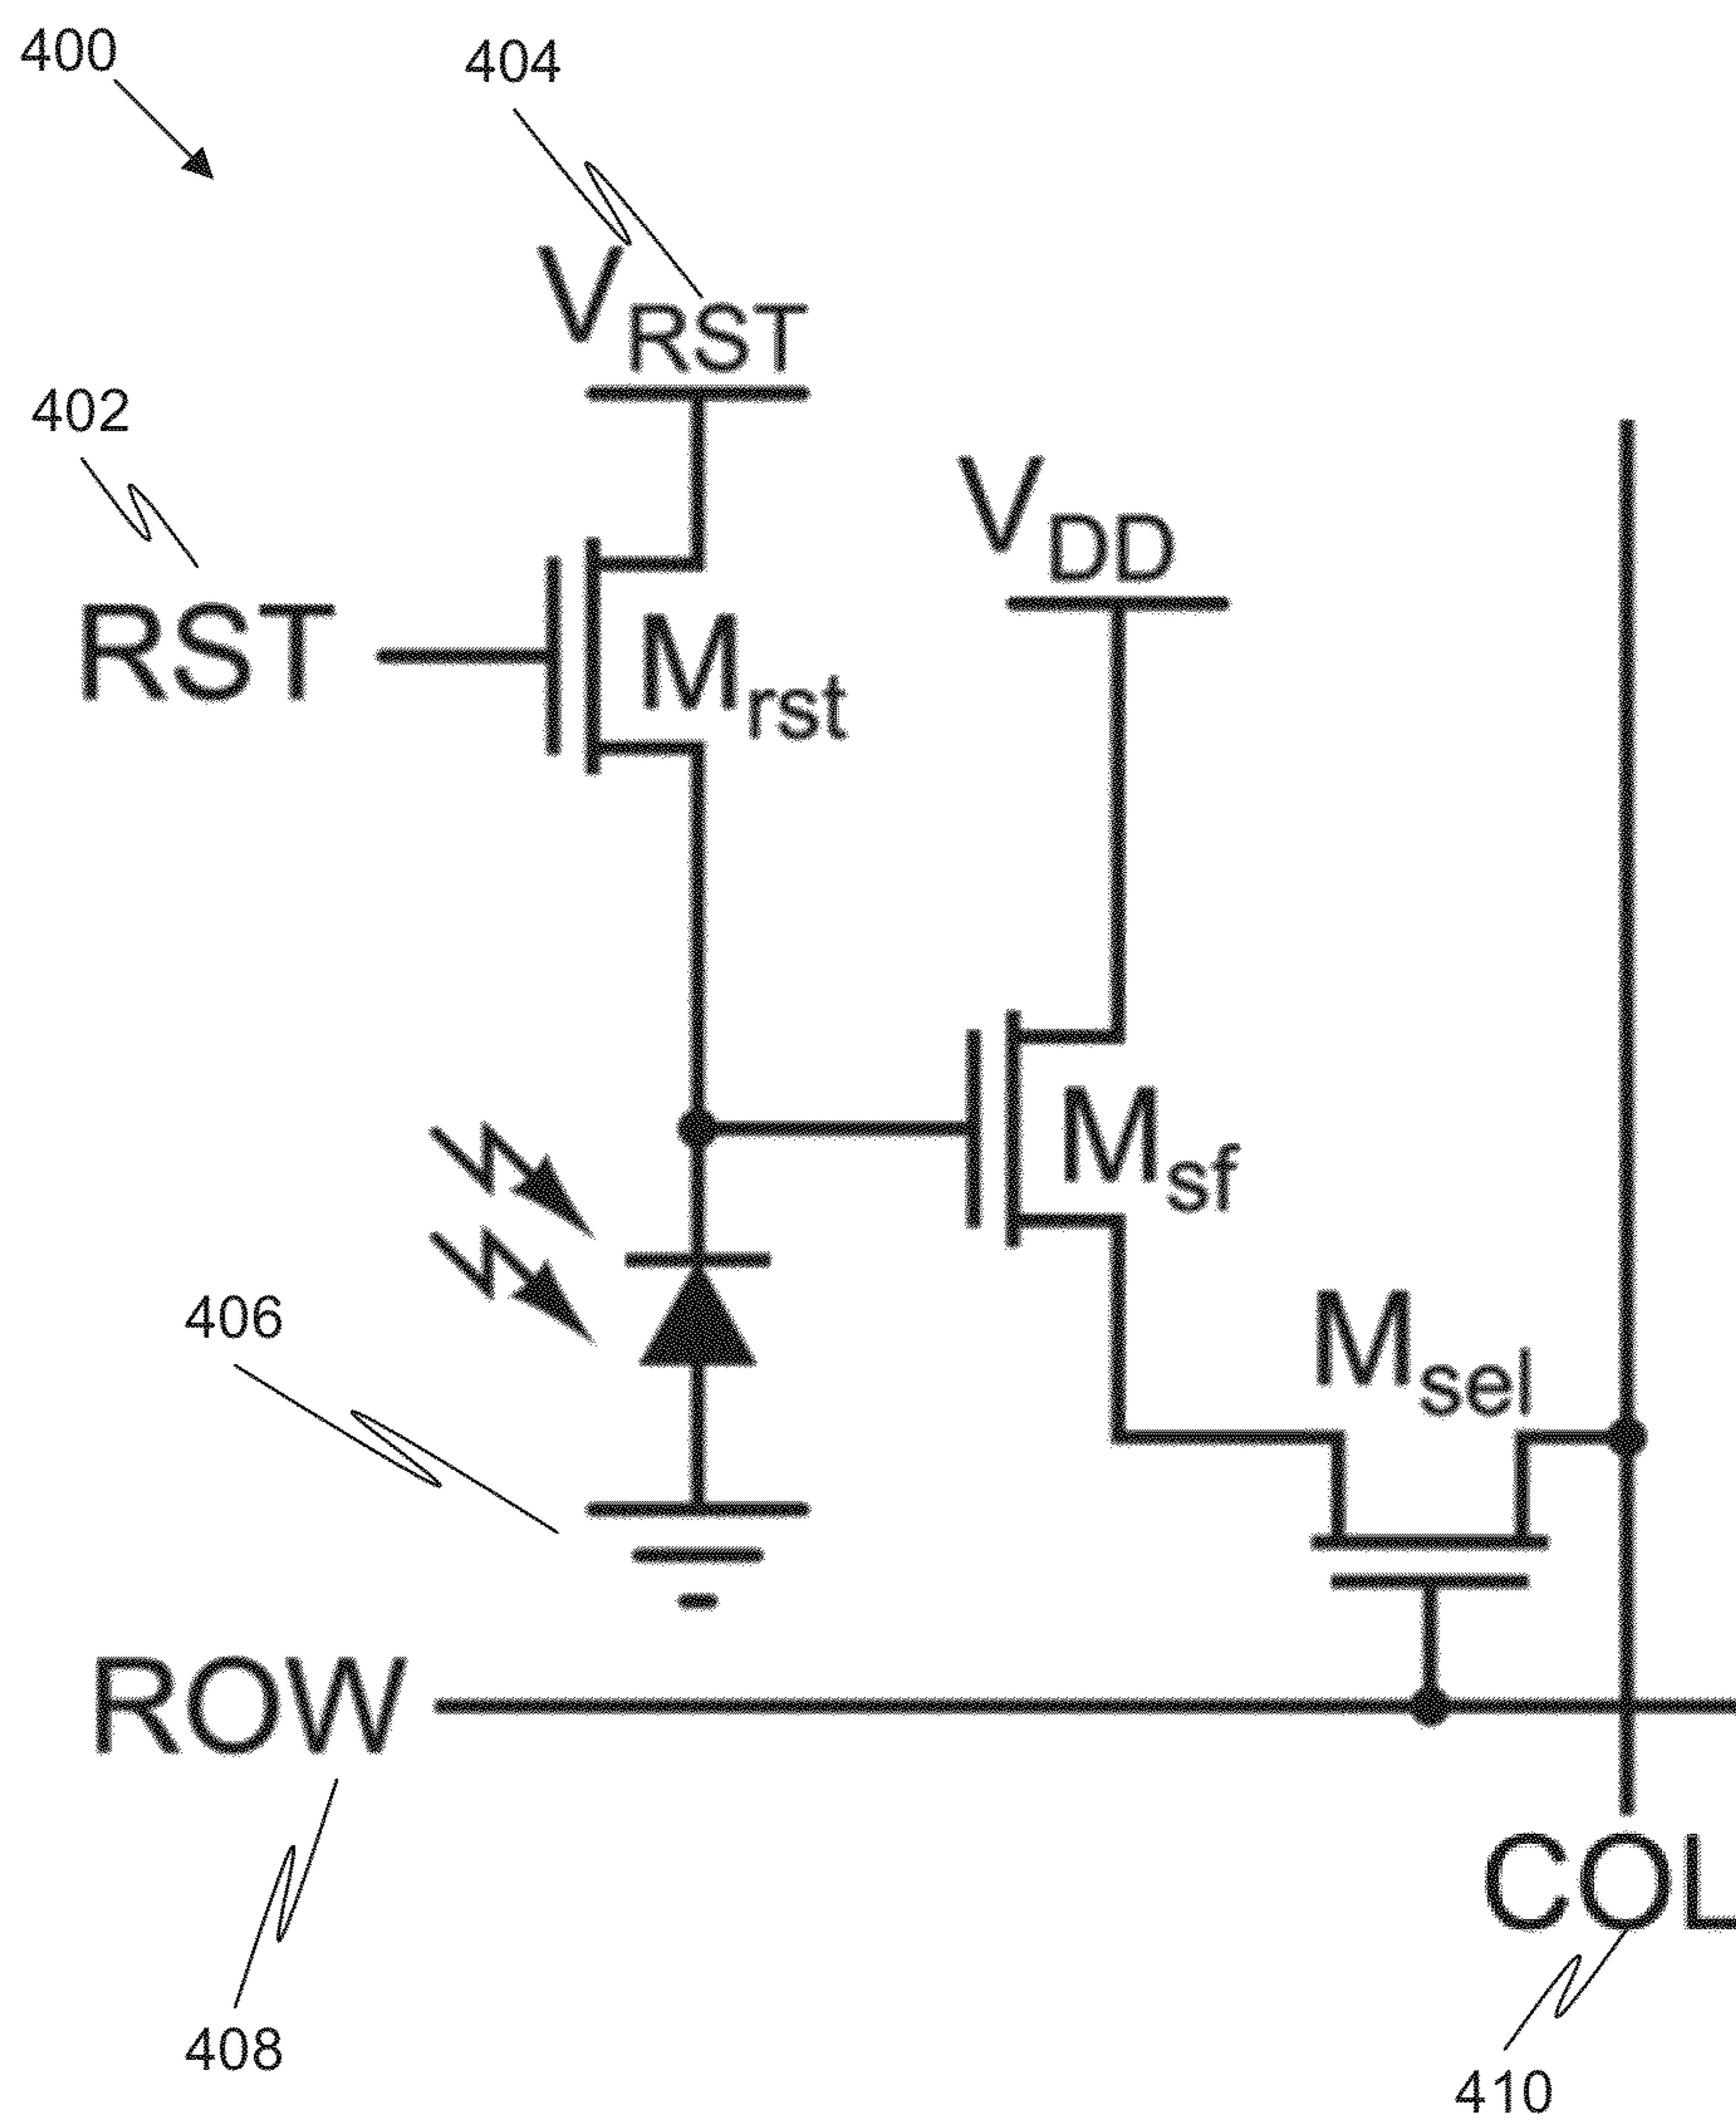 400
404
V_RST
402
V_DD
RST
M_rst
M_sf
M_sel
406
ROW
COL
408
410